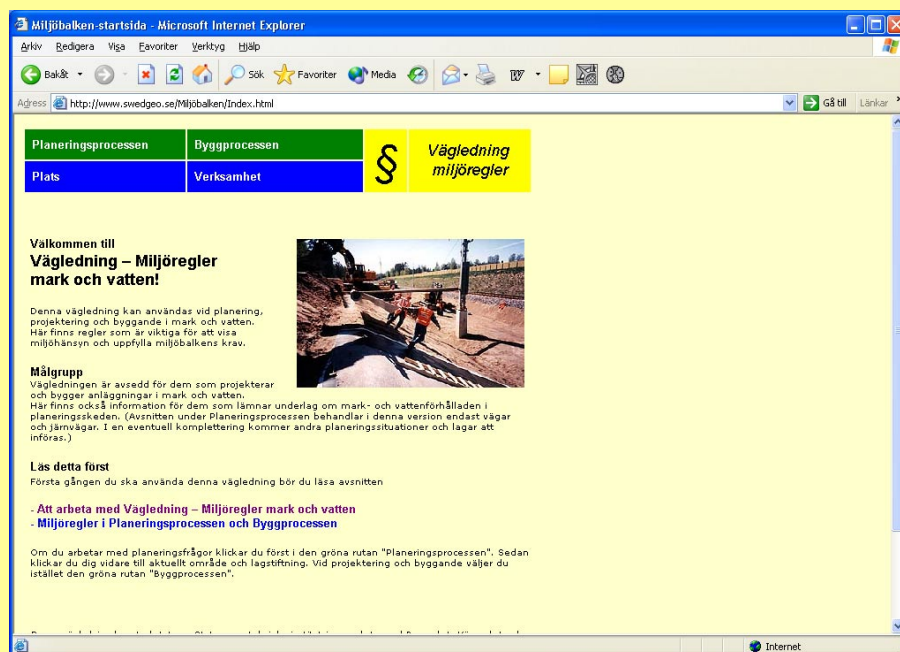 Miljöbalken-startsida - Microsoft Internet Explorer
Arkiv Redigera Visa Favoriter Verktyg Hjälp
Bakåt Sök Favoriter Media
Adress http://www.swedgeo.se/Miljöbalken/Index.html Gå till Länkar »
Planeringsprocessen Byggprocessen § Vägledning
miljöregler
Plats Verksamhet
Välkommen till
Vägledning – Miljöregler
mark och vatten!
Denna vägledning kan användas vid planering,
projektering och byggande i mark och vatten.
Här finns regler som är viktiga för att visa
miljöhänsyn och uppfylla miljöbalkens krav.
Målgrupp
Vägledningen är avsedd för dem som projekterar
och bygger anläggningar i mark och vatten.
Här finns också information för dem som lämnar underlag om mark- och vattenförhålladen i
planeringsskeden. (Avsnitten under Planeringsprocessen behandlar i denna version endast vägar
och järnvägar. I en eventuell komplettering kommer andra planeringssituationer och lagar att
införas.)
Läs detta först
Första gången du ska använda denna vägledning bör du läsa avsnitten
- Att arbeta med Vägledning – Miljöregler mark och vatten
- Miljöregler i Planeringsprocessen och Byggprocessen
Om du arbetar med planeringsfrågor klickar du först i den gröna rutan "Planeringsprocessen". Sedan
klickar du dig vidare till aktuellt område och lagstiftning. Vid projektering och byggande väljer du
istället den gröna rutan "Byggprocessen".
Internet